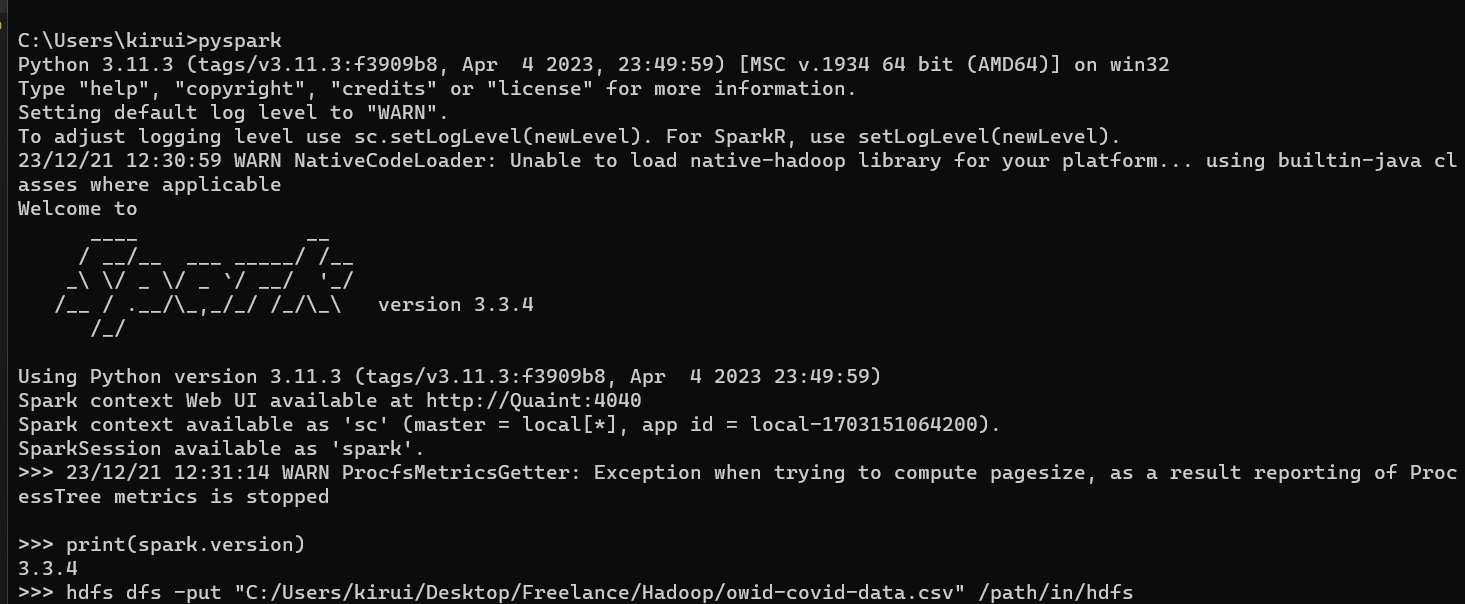 C:\Users\kirui>pyspark
Python 3.11.3 (tags/v3.11.3:f3909b8, Apr  4 2023, 23:49:59) [MSC v.1934 64 bit (AMD64)] on win32
Type "help", "copyright", "credits" or "license" for more information.
Setting default log level to "WARN".
To adjust logging level use sc.setLogLevel(newLevel). For SparkR, use setLogLevel(newLevel).
23/12/21 12:30:59 WARN NativeCodeLoader: Unable to load native-hadoop library for your platform... using builtin-java cl
asses where applicable
Welcome to
      ____              __
     / __/__  ___ _____/ /__
    _\ \/ _ \/ _ `/ __/  '_/
   /__ / .__/\_,_/_/ /_/\_\   version 3.3.4
      /_/
Using Python version 3.11.3 (tags/v3.11.3:f3909b8, Apr  4 2023 23:49:59)
Spark context Web UI available at http://Quaint:4040
Spark context available as 'sc' (master = local[*], app id = local-1703151064200).
SparkSession available as 'spark'.
>>> 23/12/21 12:31:14 WARN ProcfsMetricsGetter: Exception when trying to compute pagesize, as a result reporting of Proc
essTree metrics is stopped
>>> print(spark.version)
3.3.4
>>> hdfs dfs -put "C:/Users/kirui/Desktop/Freelance/Hadoop/owid-covid-data.csv" /path/in/hdfs